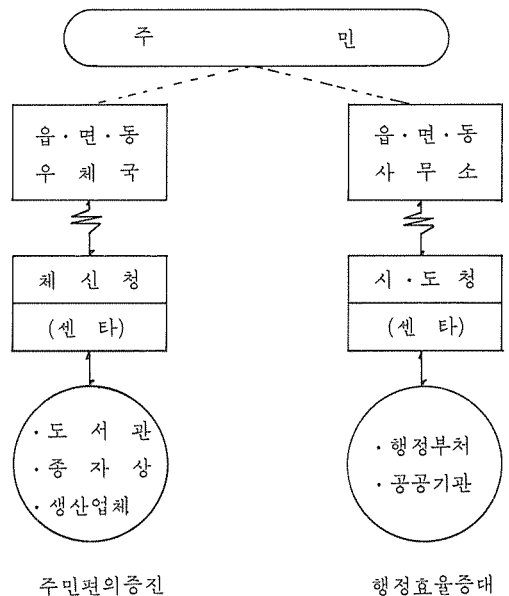 주 민
읍·면·동
우 체 국
체 신 청
(센 타)
·도 서 관
·종 자 상
·생산업체
주민편의증진
읍·면·동
사 무 소
시·도 청
(센 타)
·행정부처
·공공기관
행정효율증대